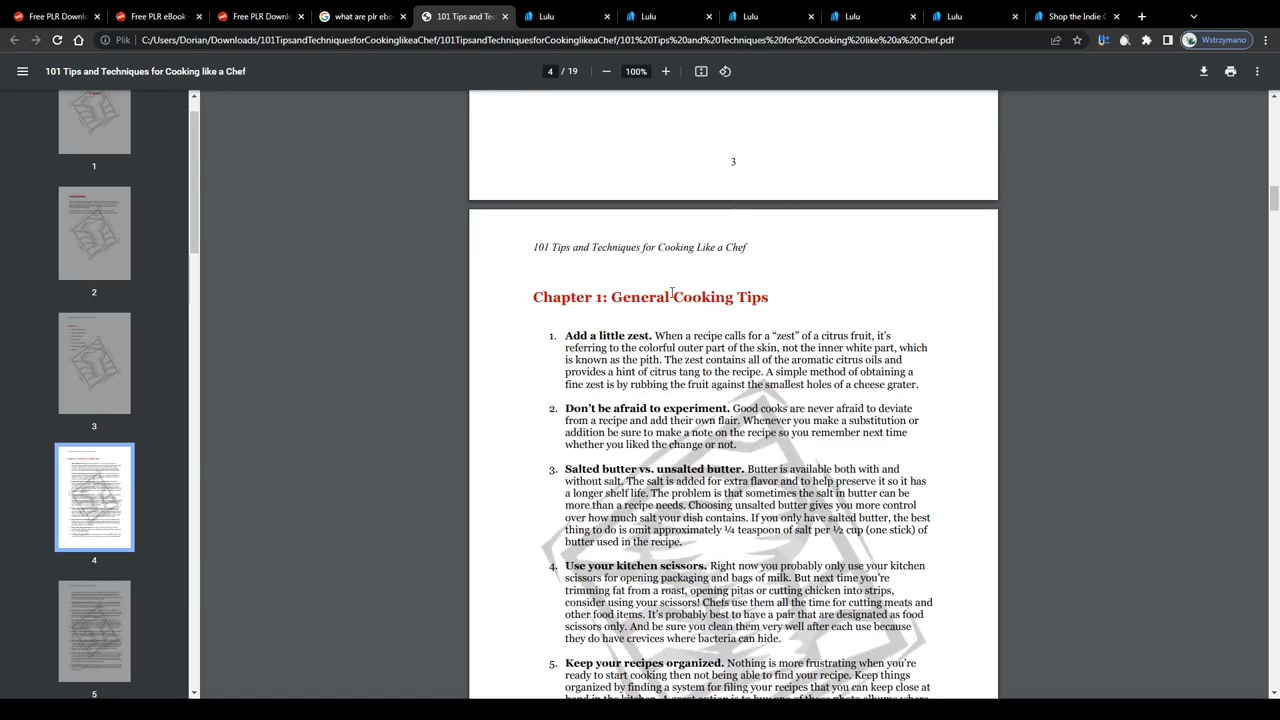 Free PLR Downlo
Free PLR eBook -
Free PLR Downlo
what are plr ebo
101 Tips and Tec
Lulu
Lulu
Lulu
Lulu
Lulu
Shop the Indie C
Plik
C:/Users/Dorian/Downloads/101TipsandTechniquesforCookinglikeaChef/101TipsandTechniquesforCookinglikeaChef/101%20Tips%20and%20Techniques%20for%20Cooking%20like%20a%20Chef.pdf
Wstrzymano
101 Tips and Techniques for Cooking like a Chef
4 / 19
100%
1
2
3
4
5
3
101 Tips and Techniques for Cooking Like a Chef
Chapter 1: General Cooking Tips
1. Add a little zest. When a recipe calls for a “zest” of a citrus fruit, it’s
referring to the colorful outer part of the skin, not the inner white part, which
is known as the pith. The zest contains all of the aromatic citrus oils and
provides a hint of citrus tang to the recipe. A simple method of obtaining a
fine zest is by rubbing the fruit against the smallest holes of a cheese grater.
2. Don’t be afraid to experiment. Good cooks are never afraid to deviate
from a recipe and add their own flair. Whenever you make a substitution or
addition be sure to make a note on the recipe so you remember next time
whether you liked the change or not.
3. Salted butter vs. unsalted butter. Butter is available both with and
without salt. The salt is added for extra flavor and to help preserve it so it has
a longer shelf life. The problem is that sometimes the salt in butter can be
more than a recipe needs. Choosing unsalted butter gives you more control
over how much salt your dish contains. If you only have salted butter, the best
thing to do is omit approximately ¼ teaspoon of salt per ½ cup (one stick) of
butter used in the recipe.
4. Use your kitchen scissors. Right now you probably only use your kitchen
scissors for opening packaging and bags of milk. But next time you’re
trimming fat from a roast, opening pitas or cutting chicken into strips,
consider using your scissors! Chefs use them all the time for cutting meats and
other food items. It’s probably best to have a pair that are designated as food
scissors only. And be sure you clean them very well after each use because
they do have crevices where bacteria can hide.
5. Keep your recipes organized. Nothing is more frustrating when you’re
ready to start cooking then not being able to find your recipe. Keep things
organized by finding a system for filing your recipes that you can keep close at